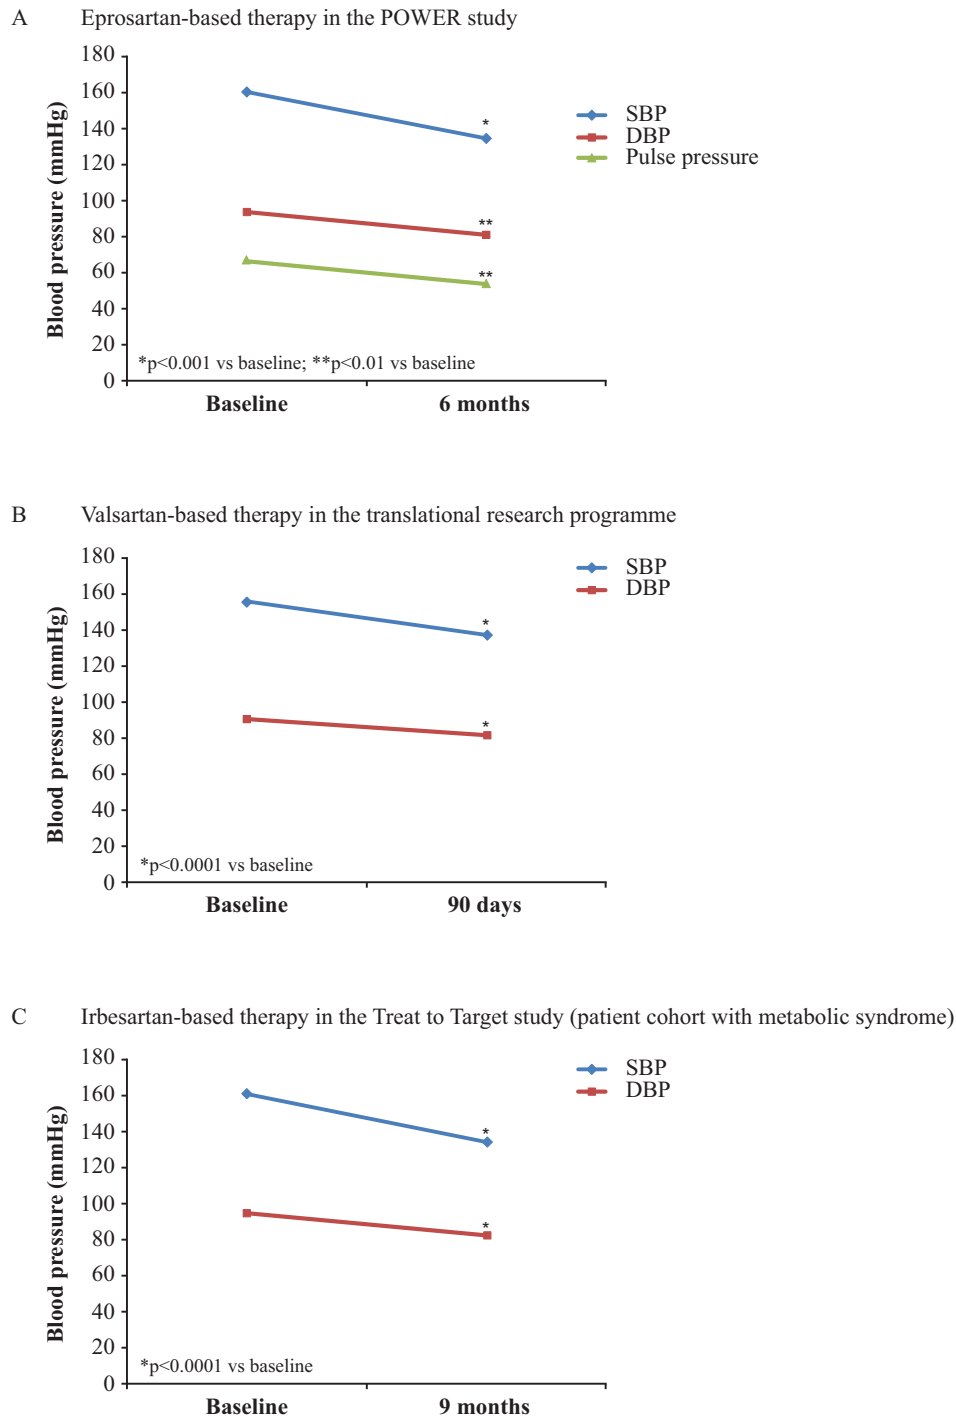 A Eprosartan-based therapy in the POWER study
Blood pressure (mmHg)
180
160
140
120
100
80
60
40
20
0
*
**
**
SBP
DBP
Pulse pressure
*p<0.001 vs baseline; **p<0.01 vs baseline
Baseline 6 months
B Valsartan-based therapy in the translational research programme
Blood pressure (mmHg)
180
160
140
120
100
80
60
40
20
0
*
*
SBP
DBP
*p<0.0001 vs baseline
Baseline 90 days
C Irbesartan-based therapy in the Treat to Target study (patient cohort with metabolic syndrome)
Blood pressure (mmHg)
180
160
140
120
100
80
60
40
20
0
*
*
SBP
DBP
*p<0.0001 vs baseline
Baseline 9 months